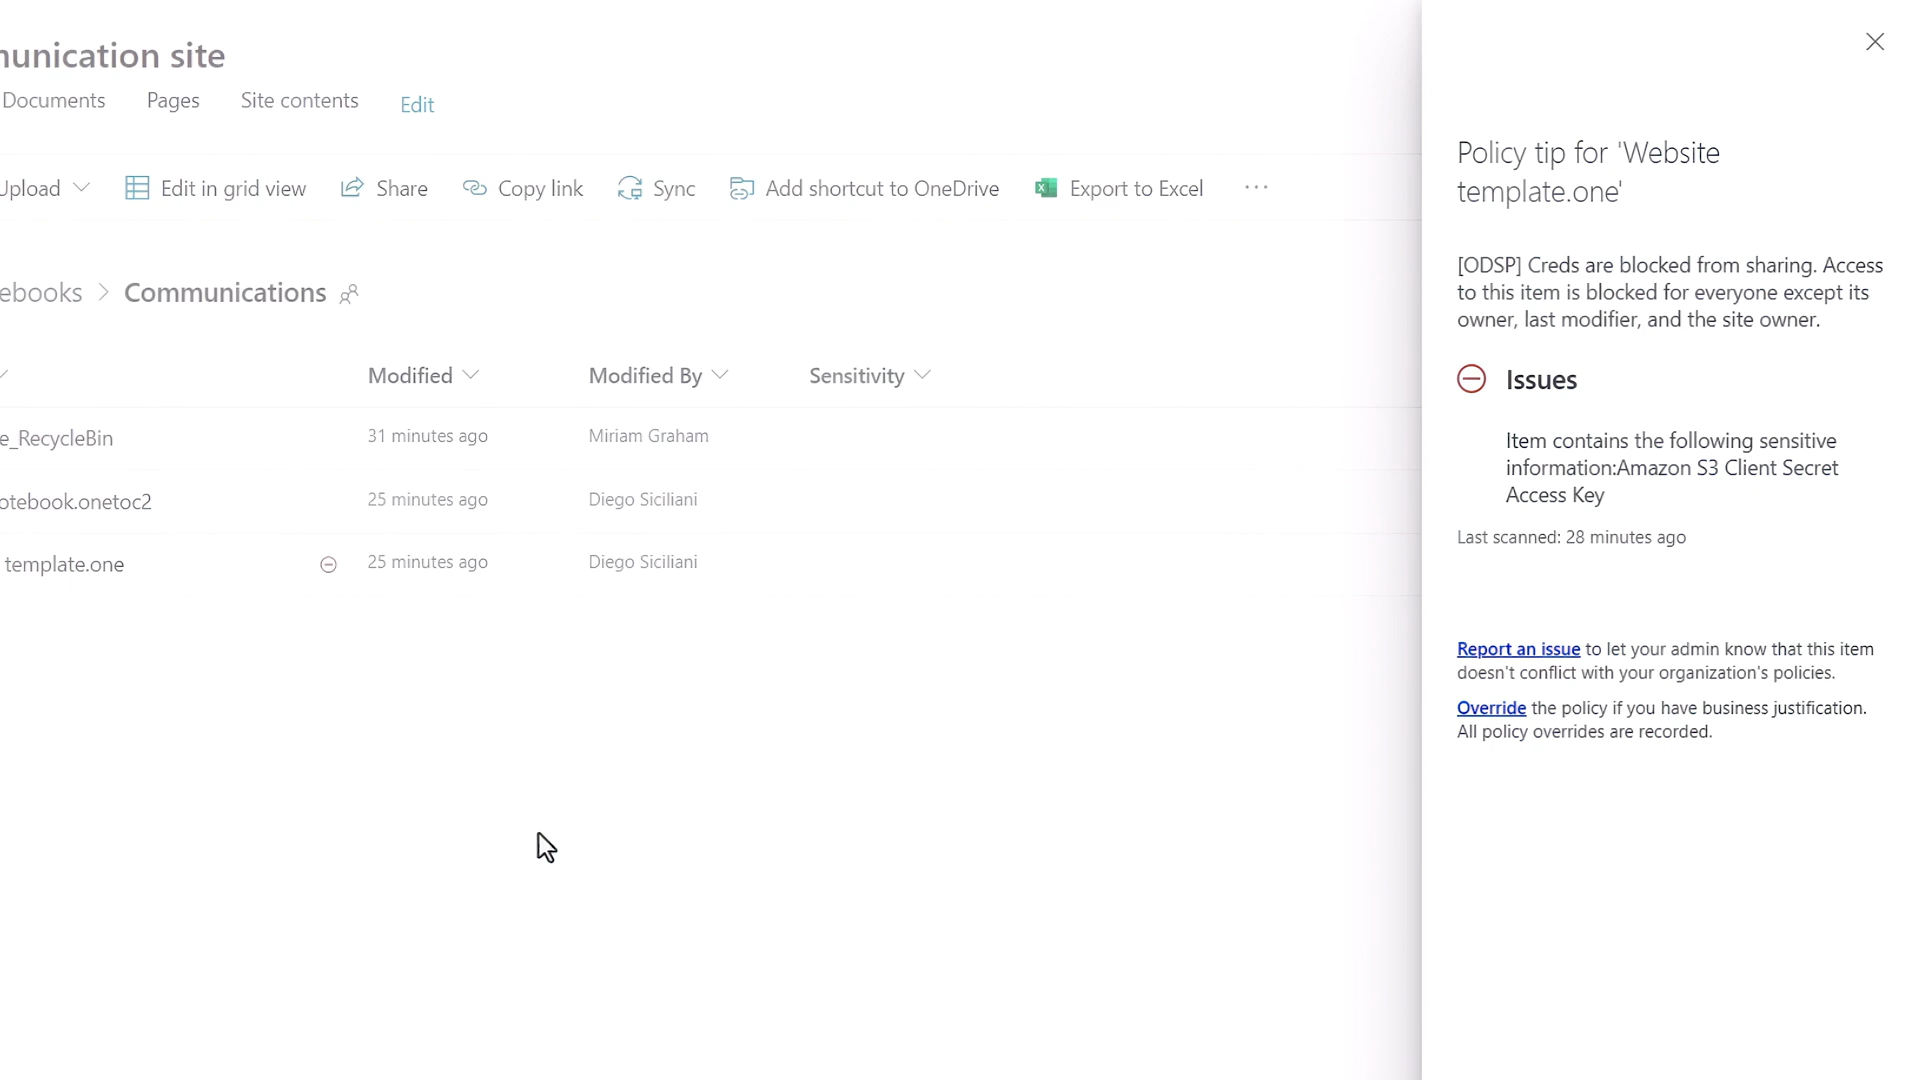 munication site
Documents Pages Site contents Edit
Upload Edit in grid view Share Copy link Sync Add shortcut to OneDrive Export to Excel ...
ebooks > Communications
Modified Modified By Sensitivity
e_RecycleBin 31 minutes ago Miriam Graham
otebook.onetoc2 25 minutes ago Diego Siciliani
template.one 25 minutes ago Diego Siciliani
Policy tip for 'Website
template.one'
[ODSP] Creds are blocked from sharing. Access
to this item is blocked for everyone except its
owner, last modifier, and the site owner.
Issues
Item contains the following sensitive
information:Amazon S3 Client Secret
Access Key
Last scanned: 28 minutes ago
Report an issue to let your admin know that this item
doesn't conflict with your organization's policies.
Override the policy if you have business justification.
All policy overrides are recorded.